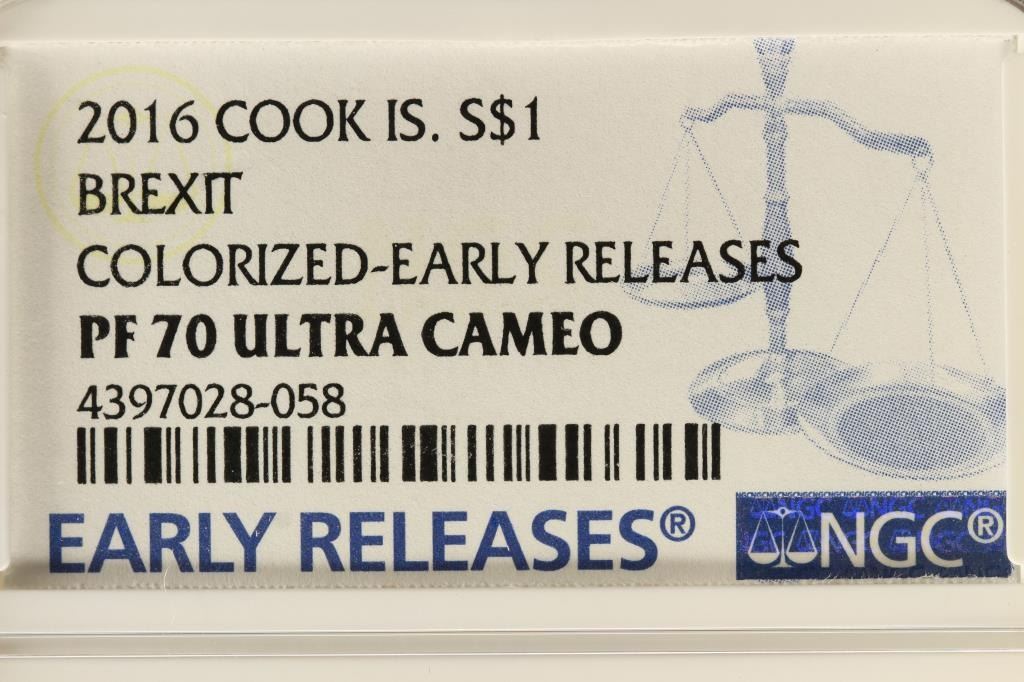 2016 COOK IS. S$1
BREXIT
COLORIZED-EARLY RELEASES
PF 70 ULTRA CAMEO
4397028-058
EARLY RELEASES®
NGC®